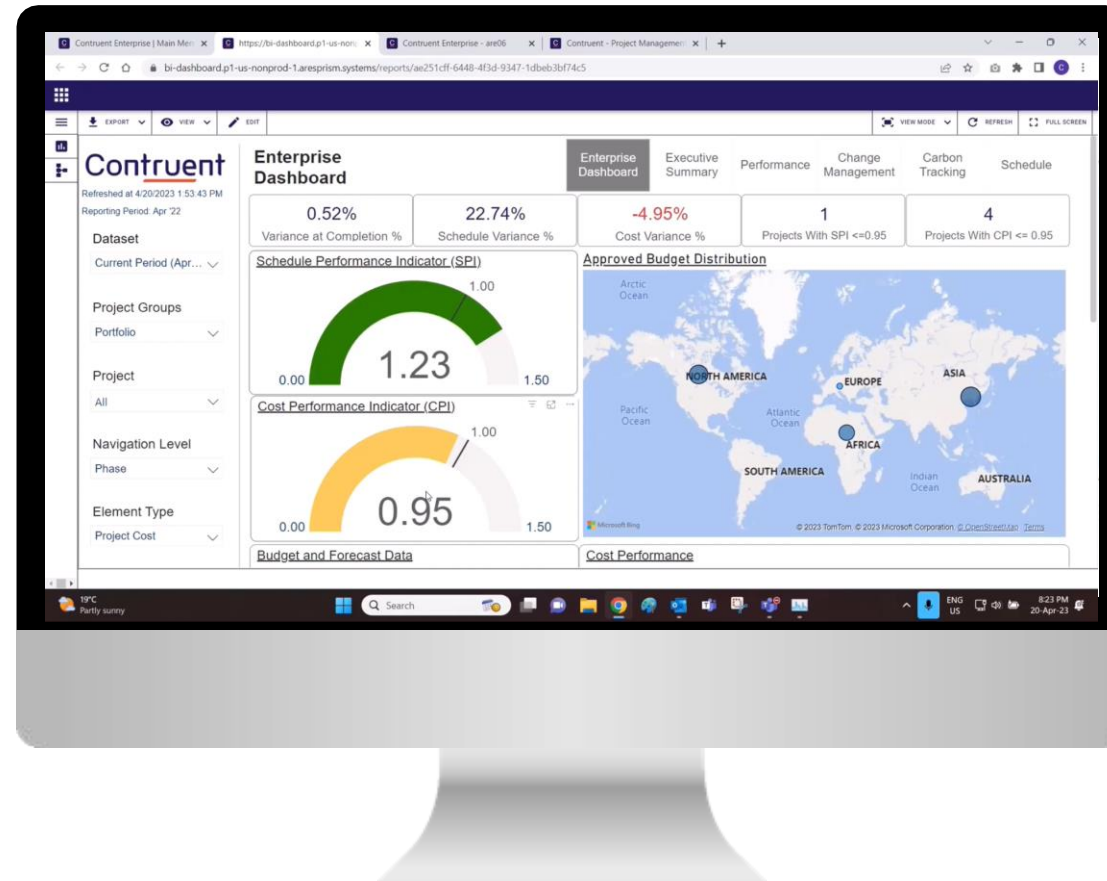 Contruent Enterprise | Main Men
https://bi-dashboard.p1-us-nonp
Contruent Enterprise - are06
Contruent - Project Managemen
bi-dashboard.p1-us-nonprod-1.aresprism.systems/reports/ae251cff-6448-4f3d-9347-1dbeb3bf74c5
EXPORT
VIEW
EDIT
VIEW MODE
REFRESH
FULL SCREEN
Contruent
Refreshed at 4/20/2023 1:53:43 PM
Reporting Period: Apr '22
Dataset
Current Period (Apr...
Project Groups
Portfolio
Project
All
Navigation Level
Phase
Element Type
Project Cost
Enterprise
Dashboard
Enterprise
Dashboard
Executive
Summary
Performance
Change
Management
Carbon
Tracking
Schedule
0.52%
Variance at Completion %
22.74%
Schedule Variance %
-4.95%
Cost Variance %
1
Projects With SPI <=0.95
4
Projects With CPI <= 0.95
Schedule Performance Indicator (SPI)
1.00
1.23
0.00
1.50
Cost Performance Indicator (CPI)
1.00
0.95
0.00
1.50
Approved Budget Distribution
Arctic
Ocean
NORTH AMERICA
EUROPE
ASIA
Pacific
Ocean
Atlantic
Ocean
AFRICA
SOUTH AMERICA
Indian
Ocean
AUSTRALIA
Microsoft Bing
© 2023 TomTom, © 2023 Microsoft Corporation, © OpenStreetMap Terms
Budget and Forecast Data
Cost Performance
19°C
Partly sunny
Search
ENG
US
8:23 PM
20-Apr-23